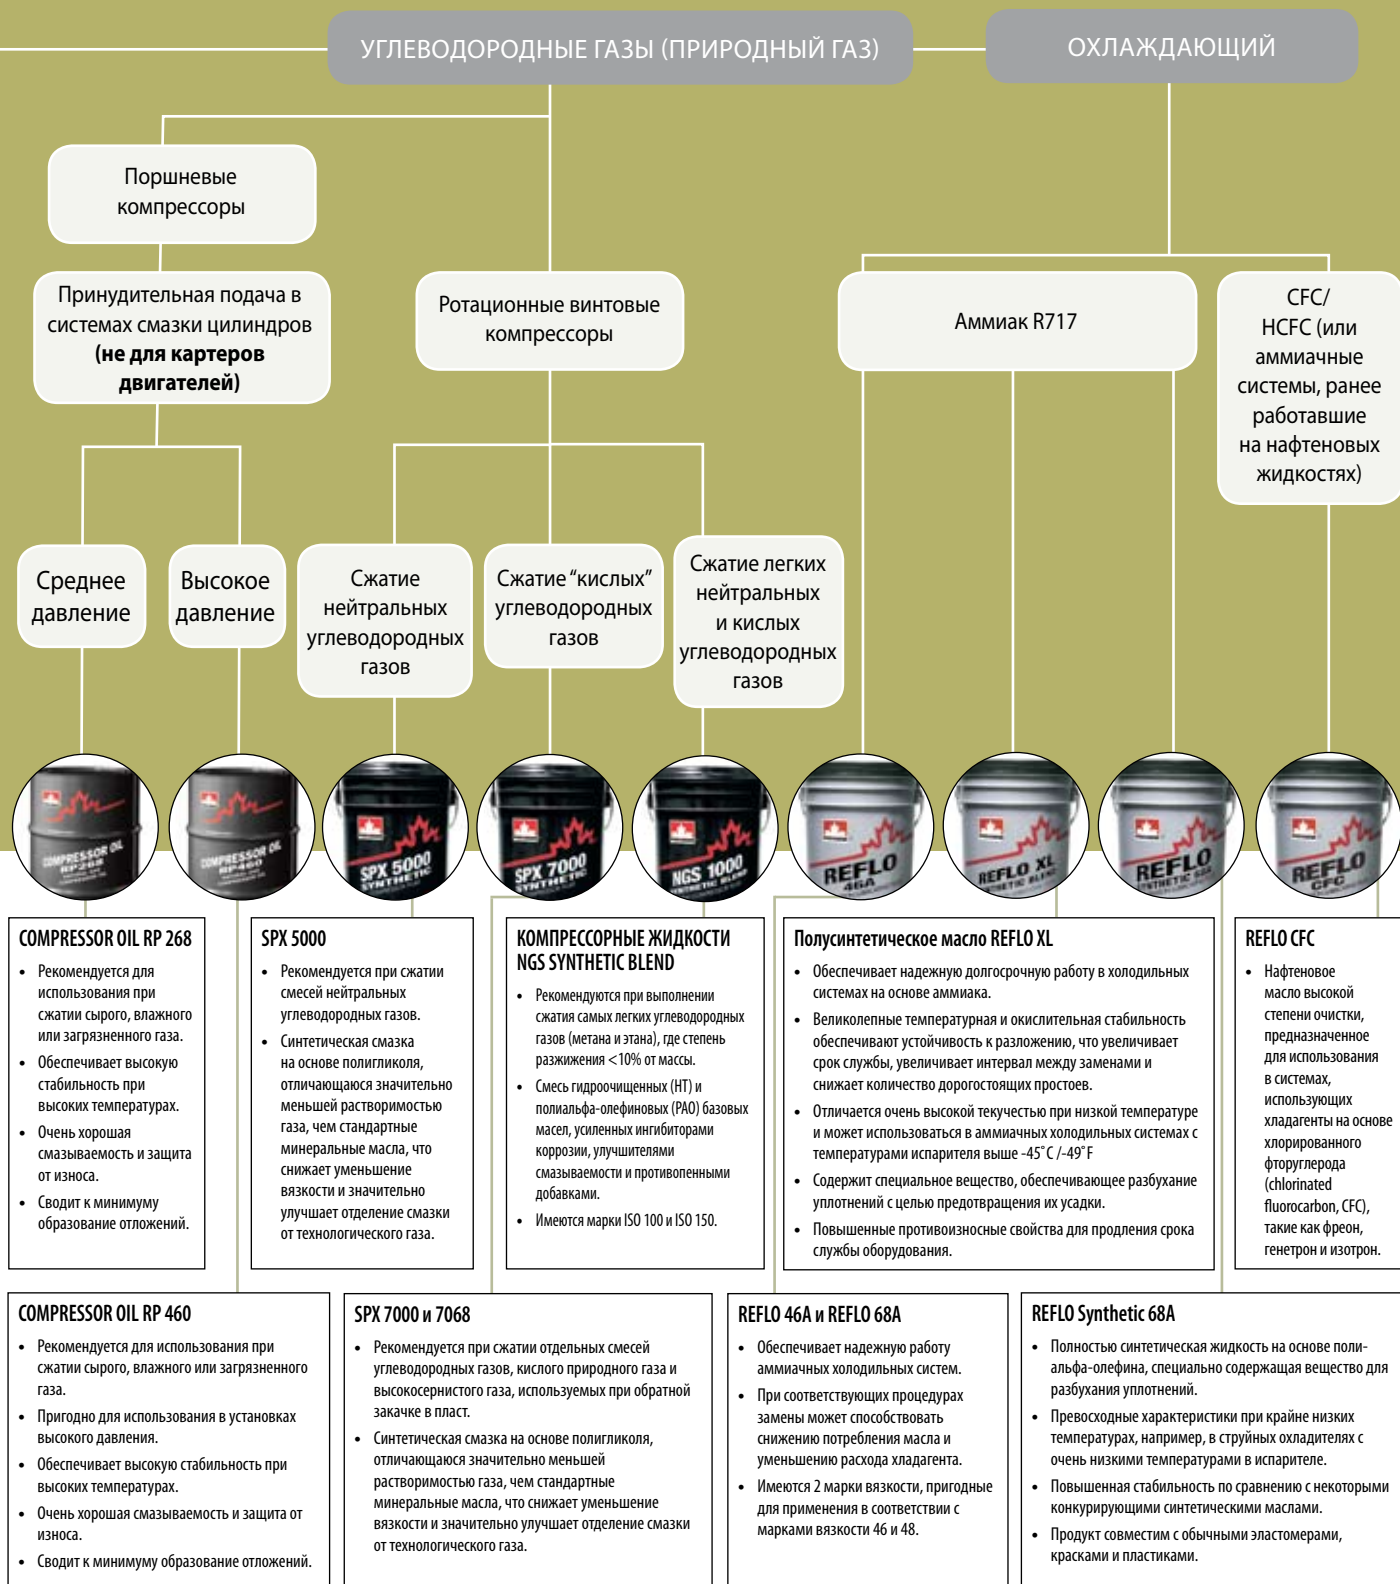 УГЛЕВОДОРОДНЫЕ ГАЗЫ (ПРИРОДНЫЙ ГАЗ)
ОХЛАЖДАЮЩИЙ
Поршневые
компрессоры
Принудительная подача в
системах смазки цилиндров
(не для картеров
двигателей)
Ротационные винтовые
компрессоры
Аммиак R717
CFC/
HCFC (или
аммиачные
системы, ранее
работавшие
на нафтеновых
жидкостях)
Среднее
давление
Высокое
давление
Сжатие
нейтральных
углеводородных
газов
Сжатие “кислых”
углеводородных
газов
Сжатие легких
нейтральных
и кислых
углеводородных
газов
COMPRESSOR OIL
RP 268
COMPRESSOR OIL
RP 460
SPX 5000
SYNTHETIC
SPX 7000
SYNTHETIC
NGS 1000
SYNTHETIC BLEND
REFLO
46A
REFLO XL
SYNTHETIC BLEND
REFLO
SYNTHETIC 68A
REFLO
CFC
COMPRESSOR OIL RP 268
• Рекомендуется для
использования при
сжатии сырого, влажного
или загрязненного газа.
• Обеспечивает высокую
стабильность при
высоких температурах.
• Очень хорошая
смазываемость и защита
от износа.
• Сводит к минимуму
образование отложений.
SPX 5000
• Рекомендуется при сжатии
смесей нейтральных
углеводородных газов.
• Синтетическая смазка
на основе полигликоля,
отличающаюся значительно
меньшей растворимостью
газа, чем стандартные
минеральные масла, что
снижает уменьшение
вязкости и значительно
улучшает отделение смазки
от технологического газа.
КОМПРЕССОРНЫЕ ЖИДКОСТИ
NGS SYNTHETIC BLEND
• Рекомендуются при выполнении
сжатия самых легких углеводородных
газов (метана и этана), где степень
разжижения <10% от массы.
• Смесь гидроочищенных (HT) и
полиальфа-олефиновых (PAO) базовых
масел, усиленных ингибиторами
коррозии, улучшителями
смазываемости и противопенными
добавками.
• Имеются марки ISO 100 и ISO 150.
Полусинтетическое масло REFLO XL
• Обеспечивает надежную долгосрочную работу в холодильных
системах на основе аммиака.
• Великолепные температурная и окислительная стабильность
обеспечивают устойчивость к разложению, что увеличивает
срок службы, увеличивает интервал между заменами и
снижает количество дорогостоящих простоев.
• Отличается очень высокой текучестью при низкой температуре
и может использоваться в аммиачных холодильных системах с
температурами испарителя выше -45˚C /-49˚F
• Содержит специальное вещество, обеспечивающее разбухание
уплотнений с целью предотвращения их усадки.
• Повышенные противоизносные свойства для продления срока
службы оборудования.
REFLO CFC
• Нафтеновое
масло высокой
степени очистки,
предназначенное
для использования
в системах,
использующих
хладагенты на основе
хлорированного
фторуглерода
(chlorinated
fluorocarbon, CFC),
такие как фреон,
генетрон и изотрон.
COMPRESSOR OIL RP 460
• Рекомендуется для использования при
сжатии сырого, влажного или загрязненного
газа.
• Пригодно для использования в установках
высокого давления.
• Обеспечивает высокую стабильность при
высоких температурах.
• Очень хорошая смазываемость и защита от
износа.
• Сводит к минимуму образование отложений.
SPX 7000 и 7068
• Рекомендуется при сжатии отдельных смесей
углеводородных газов, кислого природного газа и
высокосернистого газа, используемых при обратной
закачке в пласт.
• Синтетическая смазка на основе полигликоля,
отличающаюся значительно меньшей
растворимостью газа, чем стандартные
минеральные масла, что снижает уменьшение
вязкости и значительно улучшает отделение смазки
от технологического газа.
REFLO 46A и REFLO 68A
• Обеспечивает надежную работу
аммиачных холодильных систем.
• При соответствующих процедурах
замены может способствовать
снижению потребления масла и
уменьшению расхода хладагента.
• Имеются 2 марки вязкости, пригодные
для применения в соответствии с
марками вязкости 46 и 48.
REFLO Synthetic 68A
• Полностью синтетическая жидкость на основе поли-
альфа-олефина, специально содержащая вещество для
разбухания уплотнений.
• Превосходные характеристики при крайне низких
температурах, например, в струйных охладителях с
очень низкими температурами в испарителе.
• Повышенная стабильность по сравнению с некоторыми
конкурирующими синтетическими маслами.
• Продукт совместим с обычными эластомерами,
красками и пластиками.